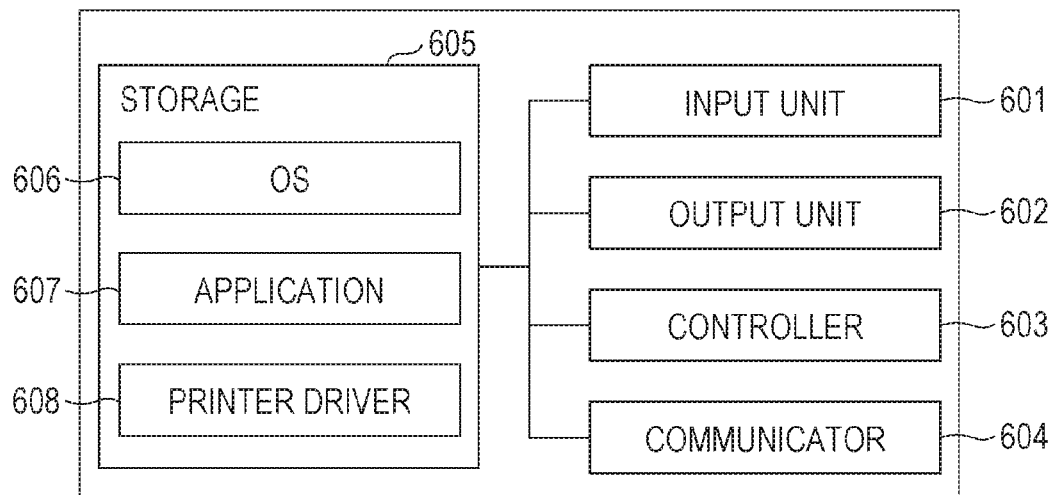 605
STORAGE
606
OS
607
APPLICATION
608
PRINTER DRIVER
INPUT UNIT
601
OUTPUT UNIT
602
CONTROLLER
603
COMMUNICATOR
604